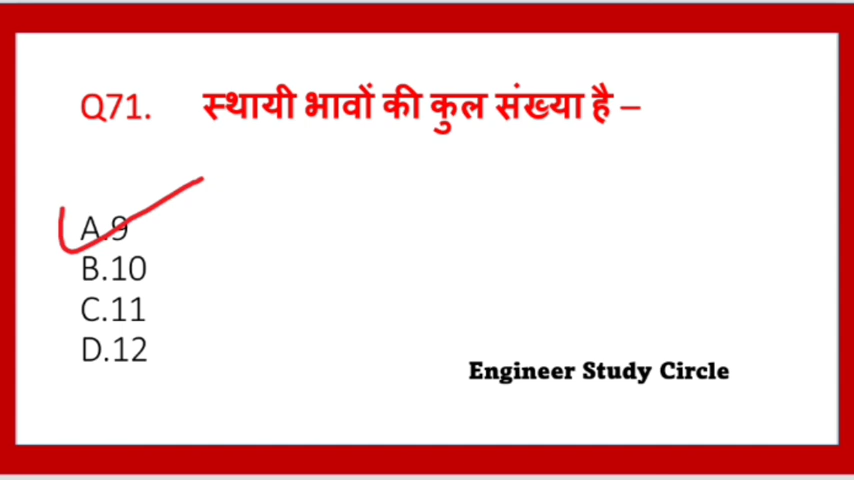 Q71. स्थायी भावों की कुल संख्या है –
A.9
B.10
C.11
D.12
Engineer Study Circle